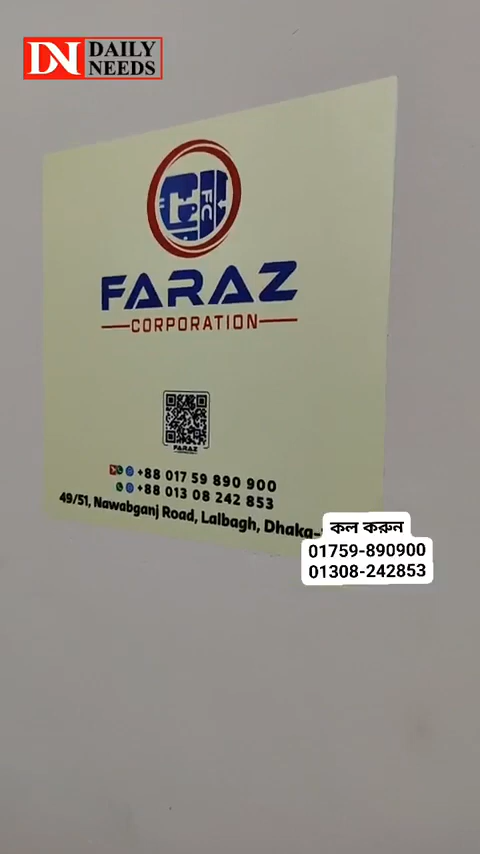 DN DAILY
NEEDS
FC
FARAZ
CORPORATION
FARAZ
+88 017 59 890 900
+88 013 08 242 853
49/51, Nawabganj Road, Lalbagh, Dhaka-
কল করুন
01759-890900
01308-242853